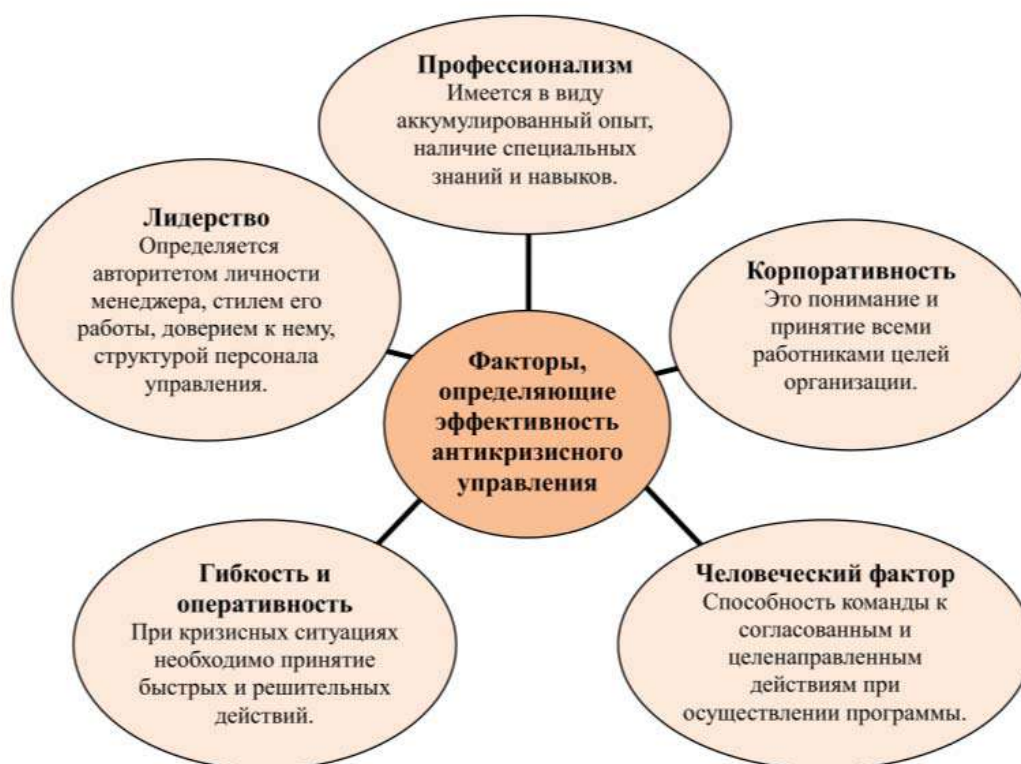 Профессионализм
Имеется в виду
аккумулированный опыт,
наличие специальных
знаний и навыков.
Лидерство
Определяется
авторитетом личности
менеджера, стилем его
работы, доверием к нему,
структурой персонала
управления.
Корпоративность
Это понимание и
принятие всеми
работниками целей
организации.
Факторы,
определяющие
эффективность
антикризисного
управления
Гибкость и
оперативность
При кризисных ситуациях
необходимо принятие
быстрых и решительных
действий.
Человеческий фактор
Способность команды к
согласованным и
целенаправленным
действиям при
осуществлении программы.